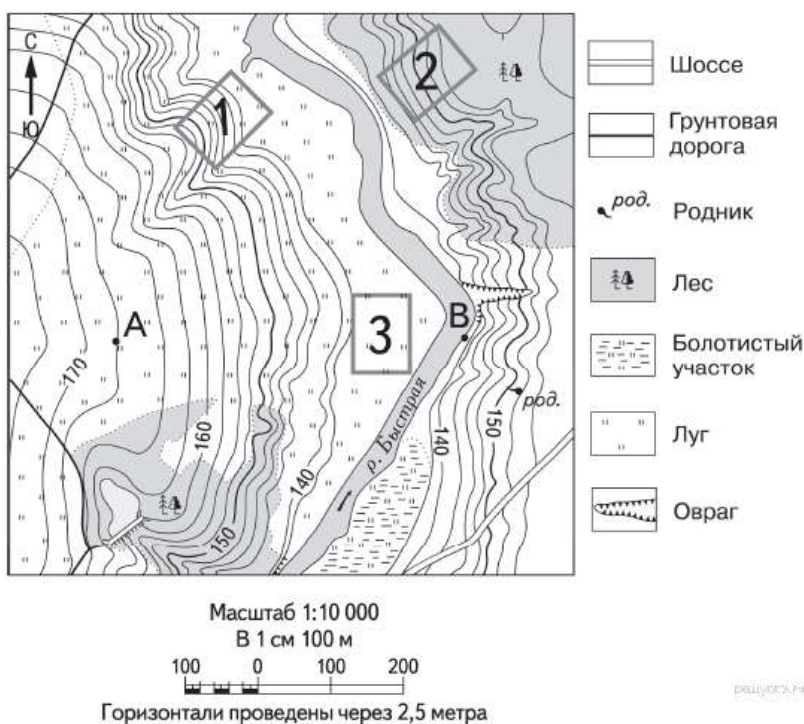 С
Ю
1
2
3
А
В
170
160
150
140
140
150
род.
р. Быстрая
Шоссе
Грунтовая
дорога
род.
Родник
Лес
Болотистый
участок
Луг
Овраг
Масштаб 1:10 000
В 1 см 100 м
100 0 100 200
Горизонтали проведены через 2,5 метра